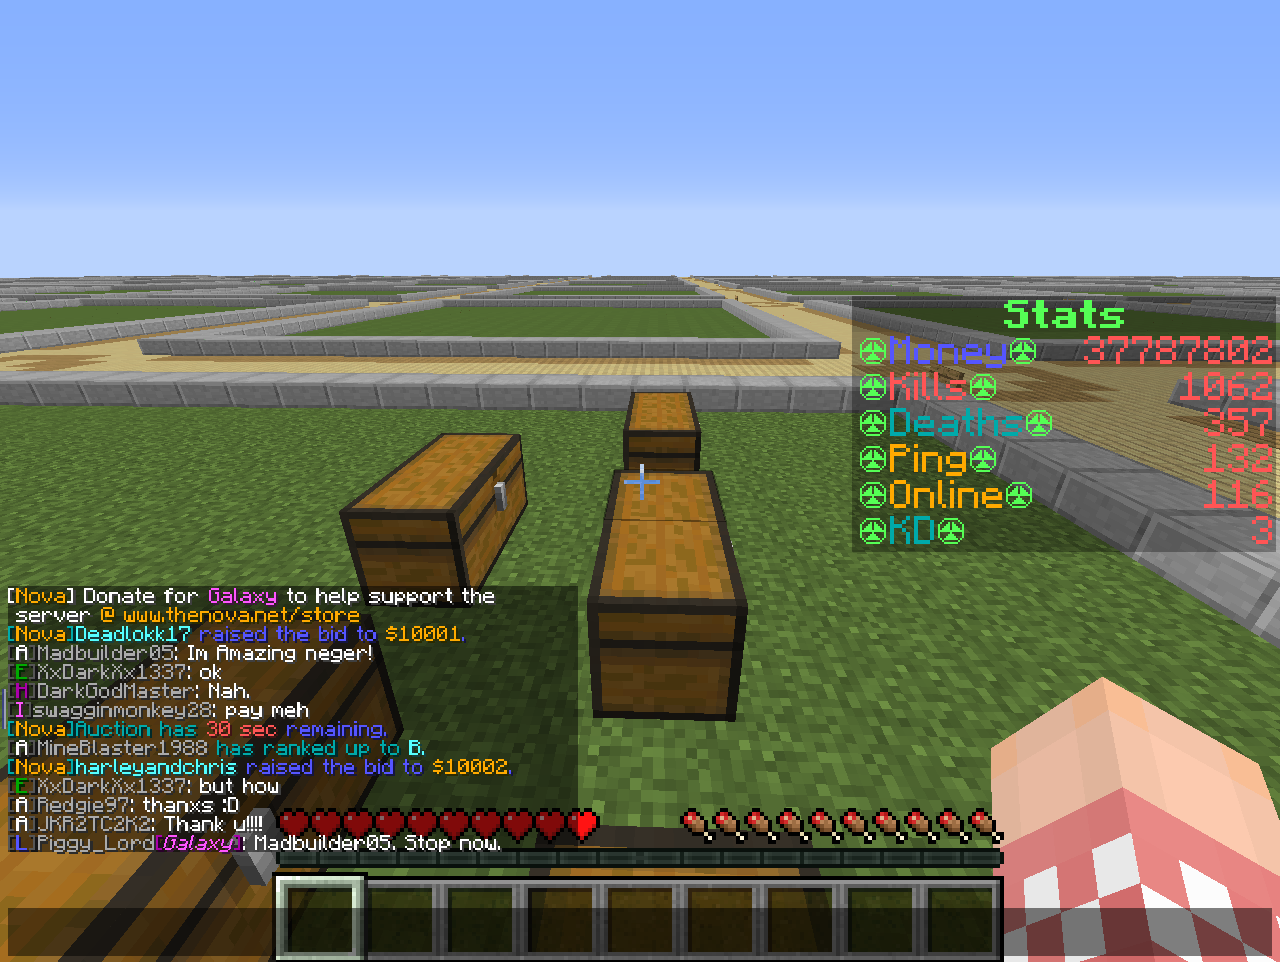 Stats
Money 37787802
Kills 1062
Deaths 357
Ping 132
Online 116
KD 3
[Nova] Donate for Galaxy to help support the
server @ www.thenova.net/store
[Nova]Deadlokk17 raised the bid to $10001.
[A]Madbuilder05: Im Amazing neger!
[E]XxDarkXx1337: ok
[H]DarkGodMaster: Nah.
[I]swagginmonkey28: pay meh
[Nova]Auction has 30 sec remaining.
[A]MineBlaster1988 has ranked up to B.
[Nova]harleyandchris raised the bid to $10002.
[E]XxDarkXx1337: but how
[A]Redgie97: thanxs :D
[A]JKR2TC2K2: Thank u!!!!
[L]Piggy_Lord[Galaxy]: Madbuilder05. Stop now.